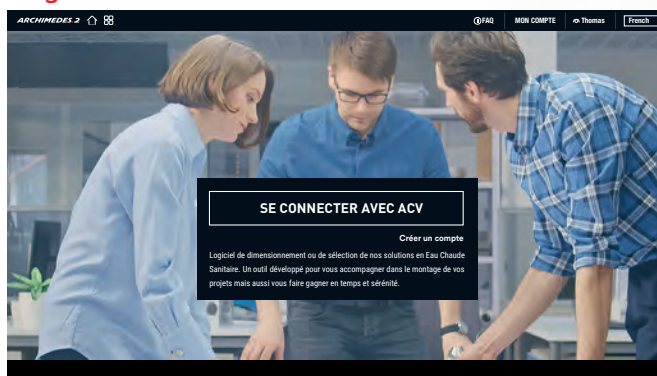 ARCHIMEDES 2
FAQ
MON COMPTE
Thomas
French
SE CONNECTER AVEC ACV
Créer un compte
Logiciel de dimensionnement ou de sélection de nos solutions en Eau Chaude
Sanitaire. Un outil développé pour vous accompagner dans le montage de vos
projets mais aussi vous faire gagner en temps et sérénité.